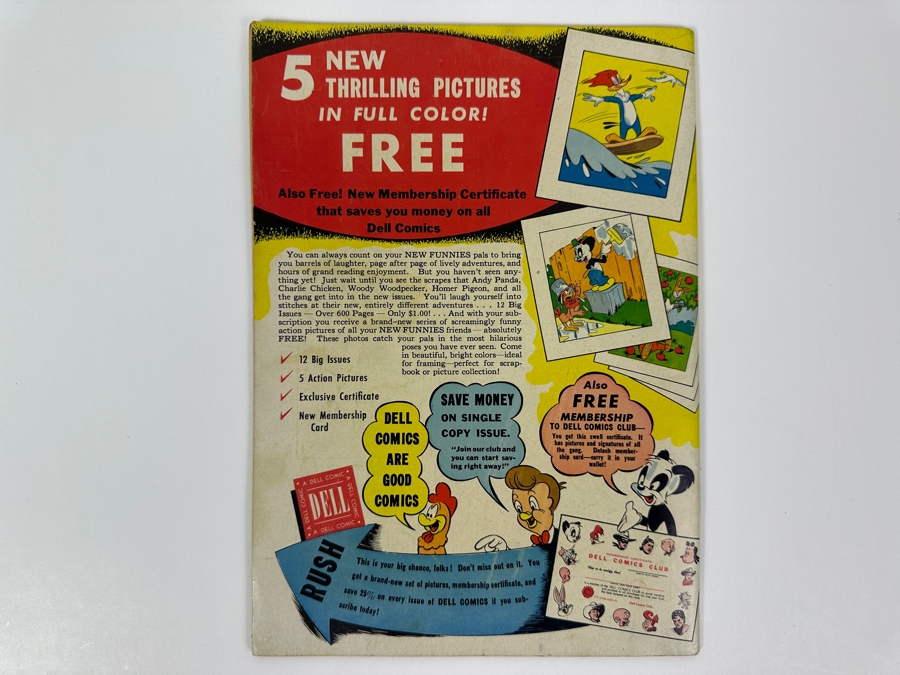 5 NEW
THRILLING PICTURES
IN FULL COLOR!
FREE
Also Free! New Membership Certificate
that saves you money on all
Dell Comics
You can always count on your NEW FUNNIES pals to bring
you barrels of laughter, page after page of lively adventures, and
hours of grand reading enjoyment. But you haven't seen any-
thing yet! Just wait until you see the scrapes that Andy Panda,
Charlie Chicken, Woody Woodpecker, Homer Pigeon, and all
the gang get into in the new issues. You'll laugh yourself into
stitches at their new, entirely different adventures . . . 12 Big
Issues — Over 600 Pages — Only $1.00! . . . And with your sub-
scription you receive a brand-new series of screamingly funny
action pictures of all your NEW FUNNIES friends — absolutely
FREE! These photos catch your pals in the most hilarious
poses you have ever seen. Come
in beautiful, bright colors—ideal
for framing—perfect for scrap-
book or picture collection!
12 Big Issues
5 Action Pictures
Exclusive Certificate
New Membership
Card
DELL
COMICS
ARE
GOOD
COMICS
SAVE MONEY
ON SINGLE
COPY ISSUE.
"Join our club and
you can start sav-
ing right away!"
Also
FREE
MEMBERSHIP
TO DELL COMICS CLUB—
You get this swell certificate. It
has pictures and signatures of all
the gang. Detach member-
ship card—carry it in your
wallet!
A DELL COMIC
A DELL COMIC
DELL
A DELL COMIC
A DELL COMIC
RUSH
This is your big chance, folks! Don't miss out on it. You
get a brand-new set of pictures, membership certificate, and
save 25% on every issue of DELL COMICS if you sub-
scribe today!
DELL COMICS CLUB